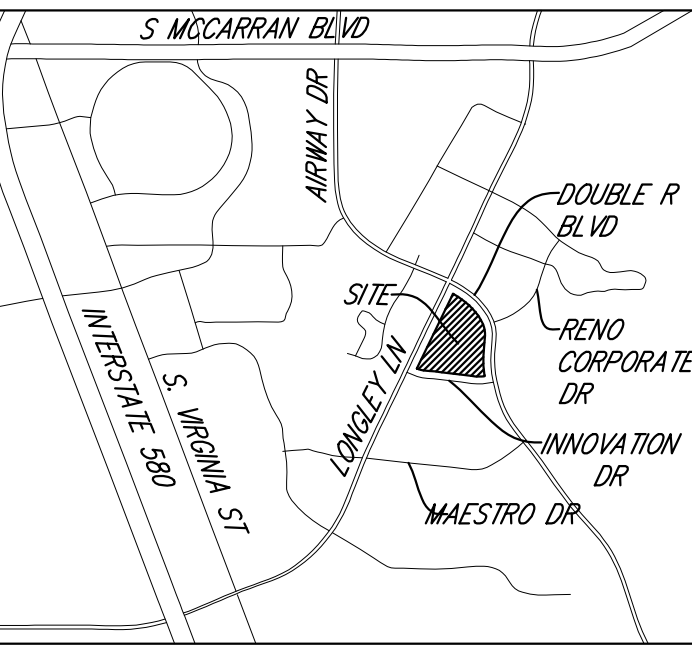 S MCCARRAN BLVD
AIRWAY DR
DOUBLE R
BLVD
SITE
RENO
CORPORATE
DR
INTERSTATE 580
S. VIRGINIA ST
LONGLEY LN
INNOVATION
DR
MAESTRO DR